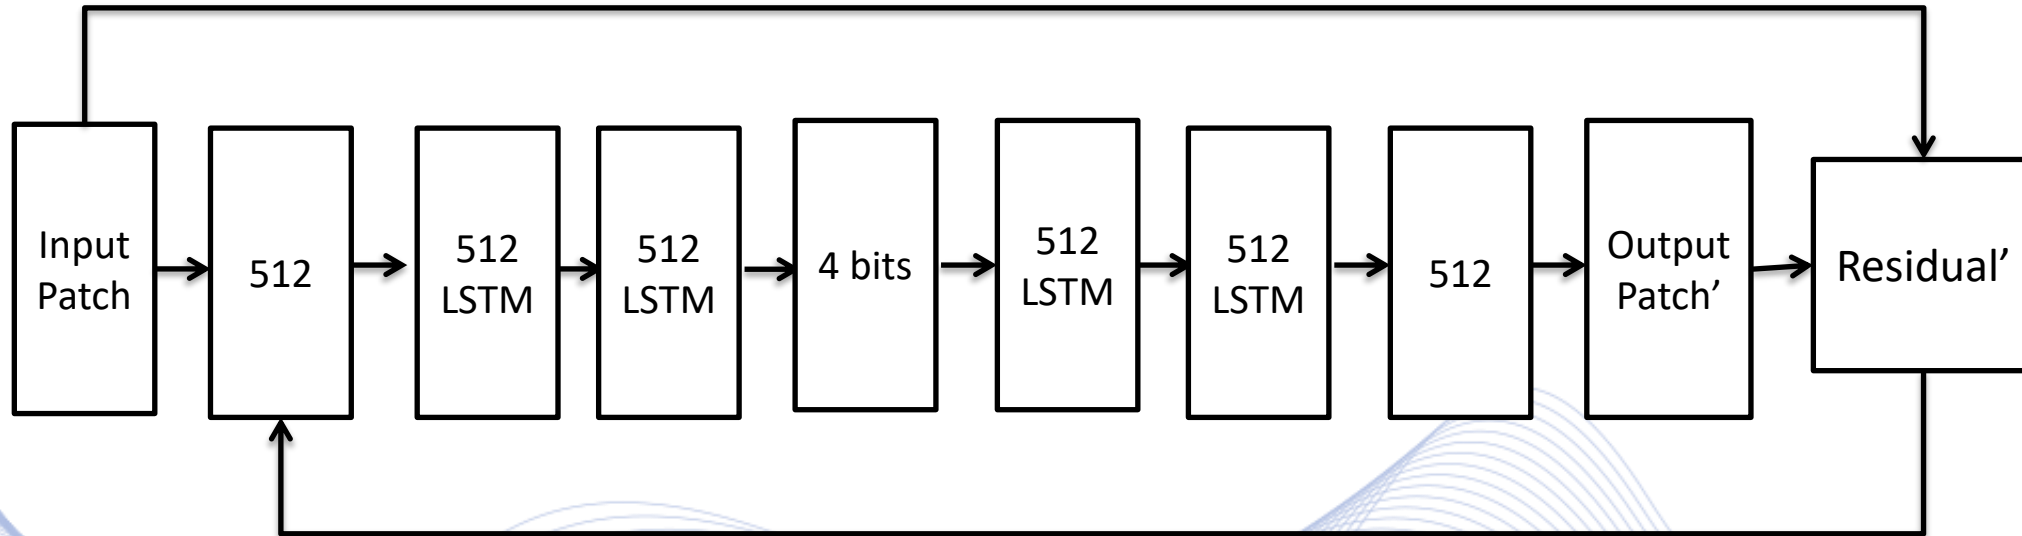 Input
Patch
512
512
LSTM
512
LSTM
4 bits
512
LSTM
512
LSTM
512
Output
Patch’
Residual’